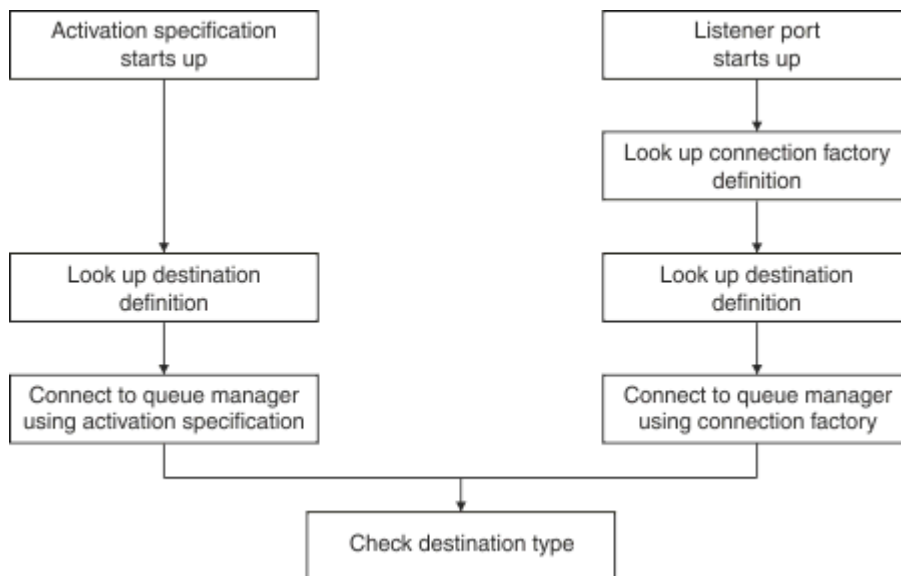 Activation specification
starts up
Listener port
starts up
Look up connection factory
definition
Look up destination
definition
Look up destination
definition
Connect to queue manager
using activation specification
Connect to queue manager
using connection factory
Check destination type